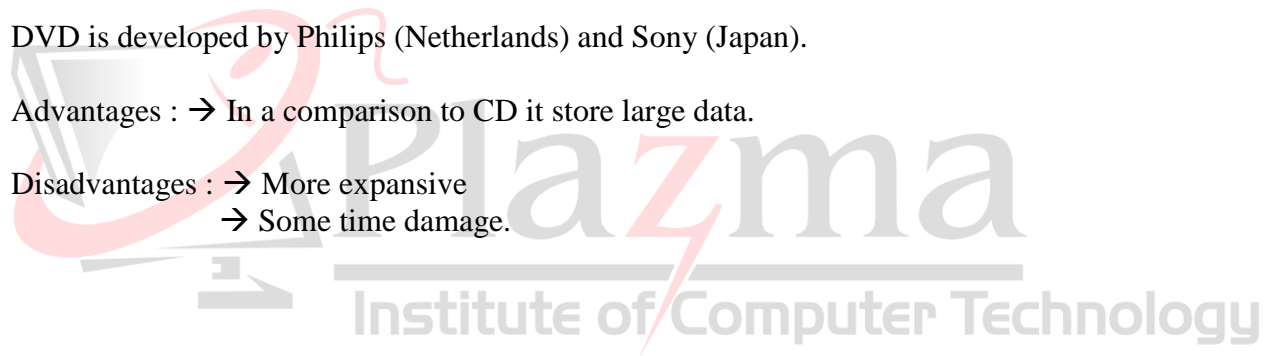 DVD is developed by Philips (Netherlands) and Sony (Japan).
Advantages : → In a comparison to CD it store large data.
Disadvantages : → More expansive
→ Some time damage.
Plazma
Institute of Computer Technology